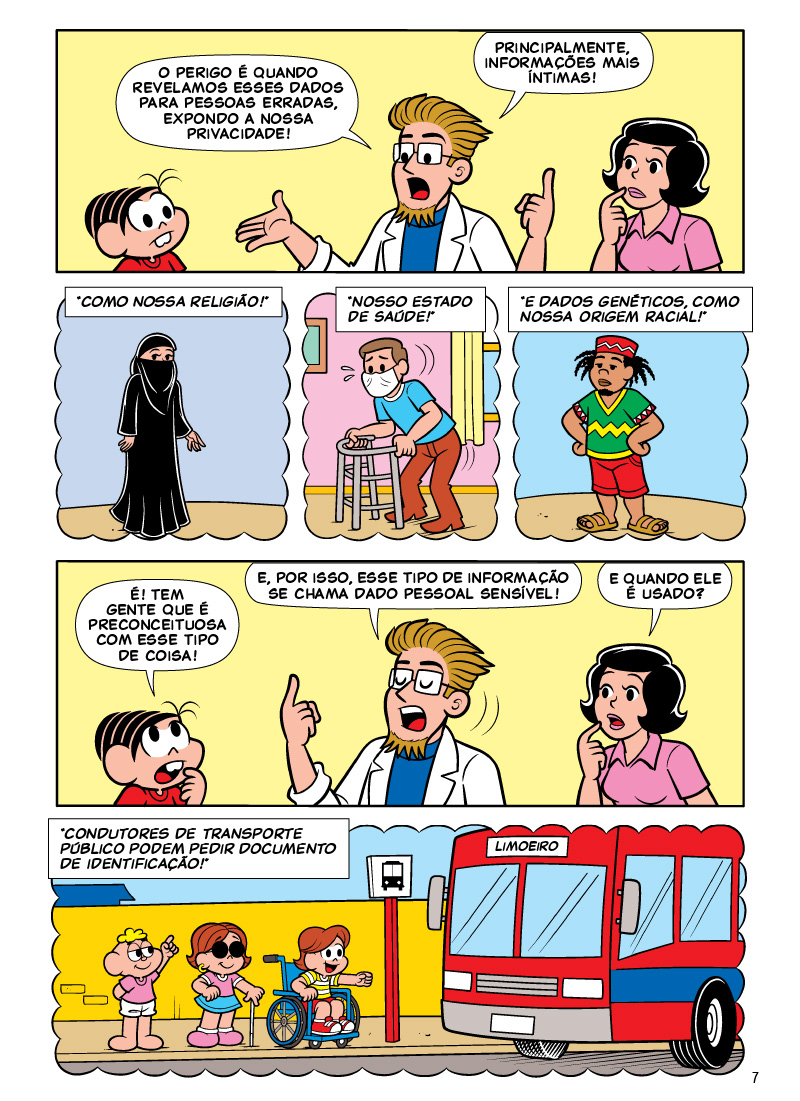 O PERIGO É QUANDO
REVELAMOS ESSES DADOS
PARA PESSOAS ERRADAS,
EXPONDO A NOSSA
PRIVACIDADE!
PRINCIPALMENTE,
INFORMAÇÕES MAIS
ÍNTIMAS!
"COMO NOSSA RELIGIÃO!"
"NOSSO ESTADO
DE SAÚDE!"
"E DADOS GENÉTICOS, COMO
NOSSA ORIGEM RACIAL!"
É! TEM
GENTE QUE É
PRECONCEITUOSA
COM ESSE TIPO
DE COISA!
E, POR ISSO, ESSE TIPO DE INFORMAÇÃO
SE CHAMA DADO PESSOAL SENSÍVEL!
E QUANDO ELE
É USADO?
"CONDUTORES DE TRANSPORTE
PÚBLICO PODEM PEDIR DOCUMENTO
DE IDENTIFICAÇÃO!"
LIMOEIRO
7